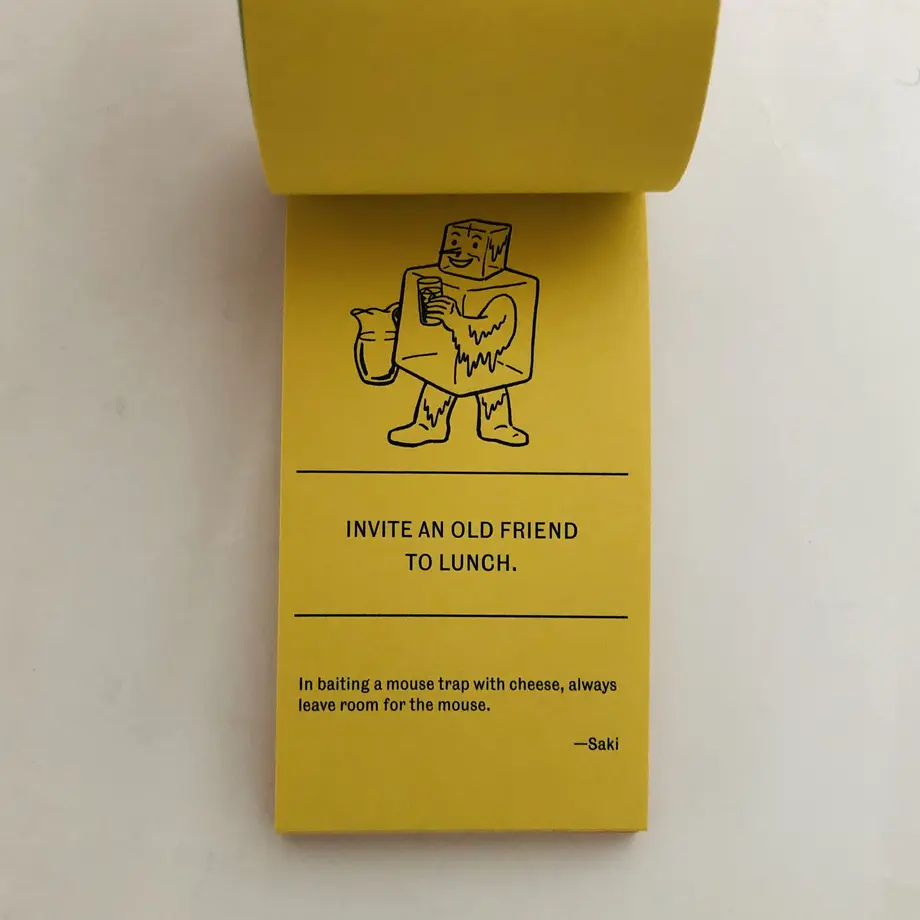 INVITE AN OLD FRIEND
TO LUNCH.
In baiting a mouse trap with cheese, always
leave room for the mouse.
—Saki